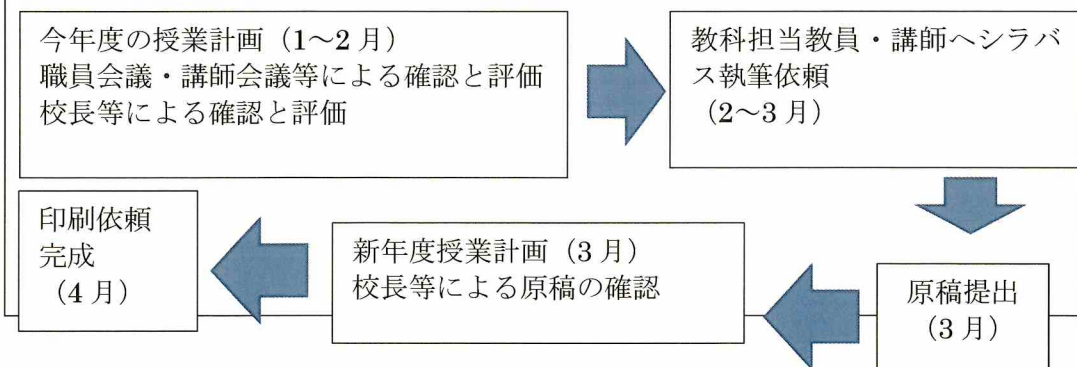 今年度の授業計画（1～2 月）
職員会議・講師会議等による確認と評価
校長等による確認と評価
教科担当教員・講師へシラバ
ス執筆依頼
（2～3 月）
原稿提出
（3 月）
新年度授業計画（3 月）
校長等による原稿の確認
印刷依頼
完成
（4 月）